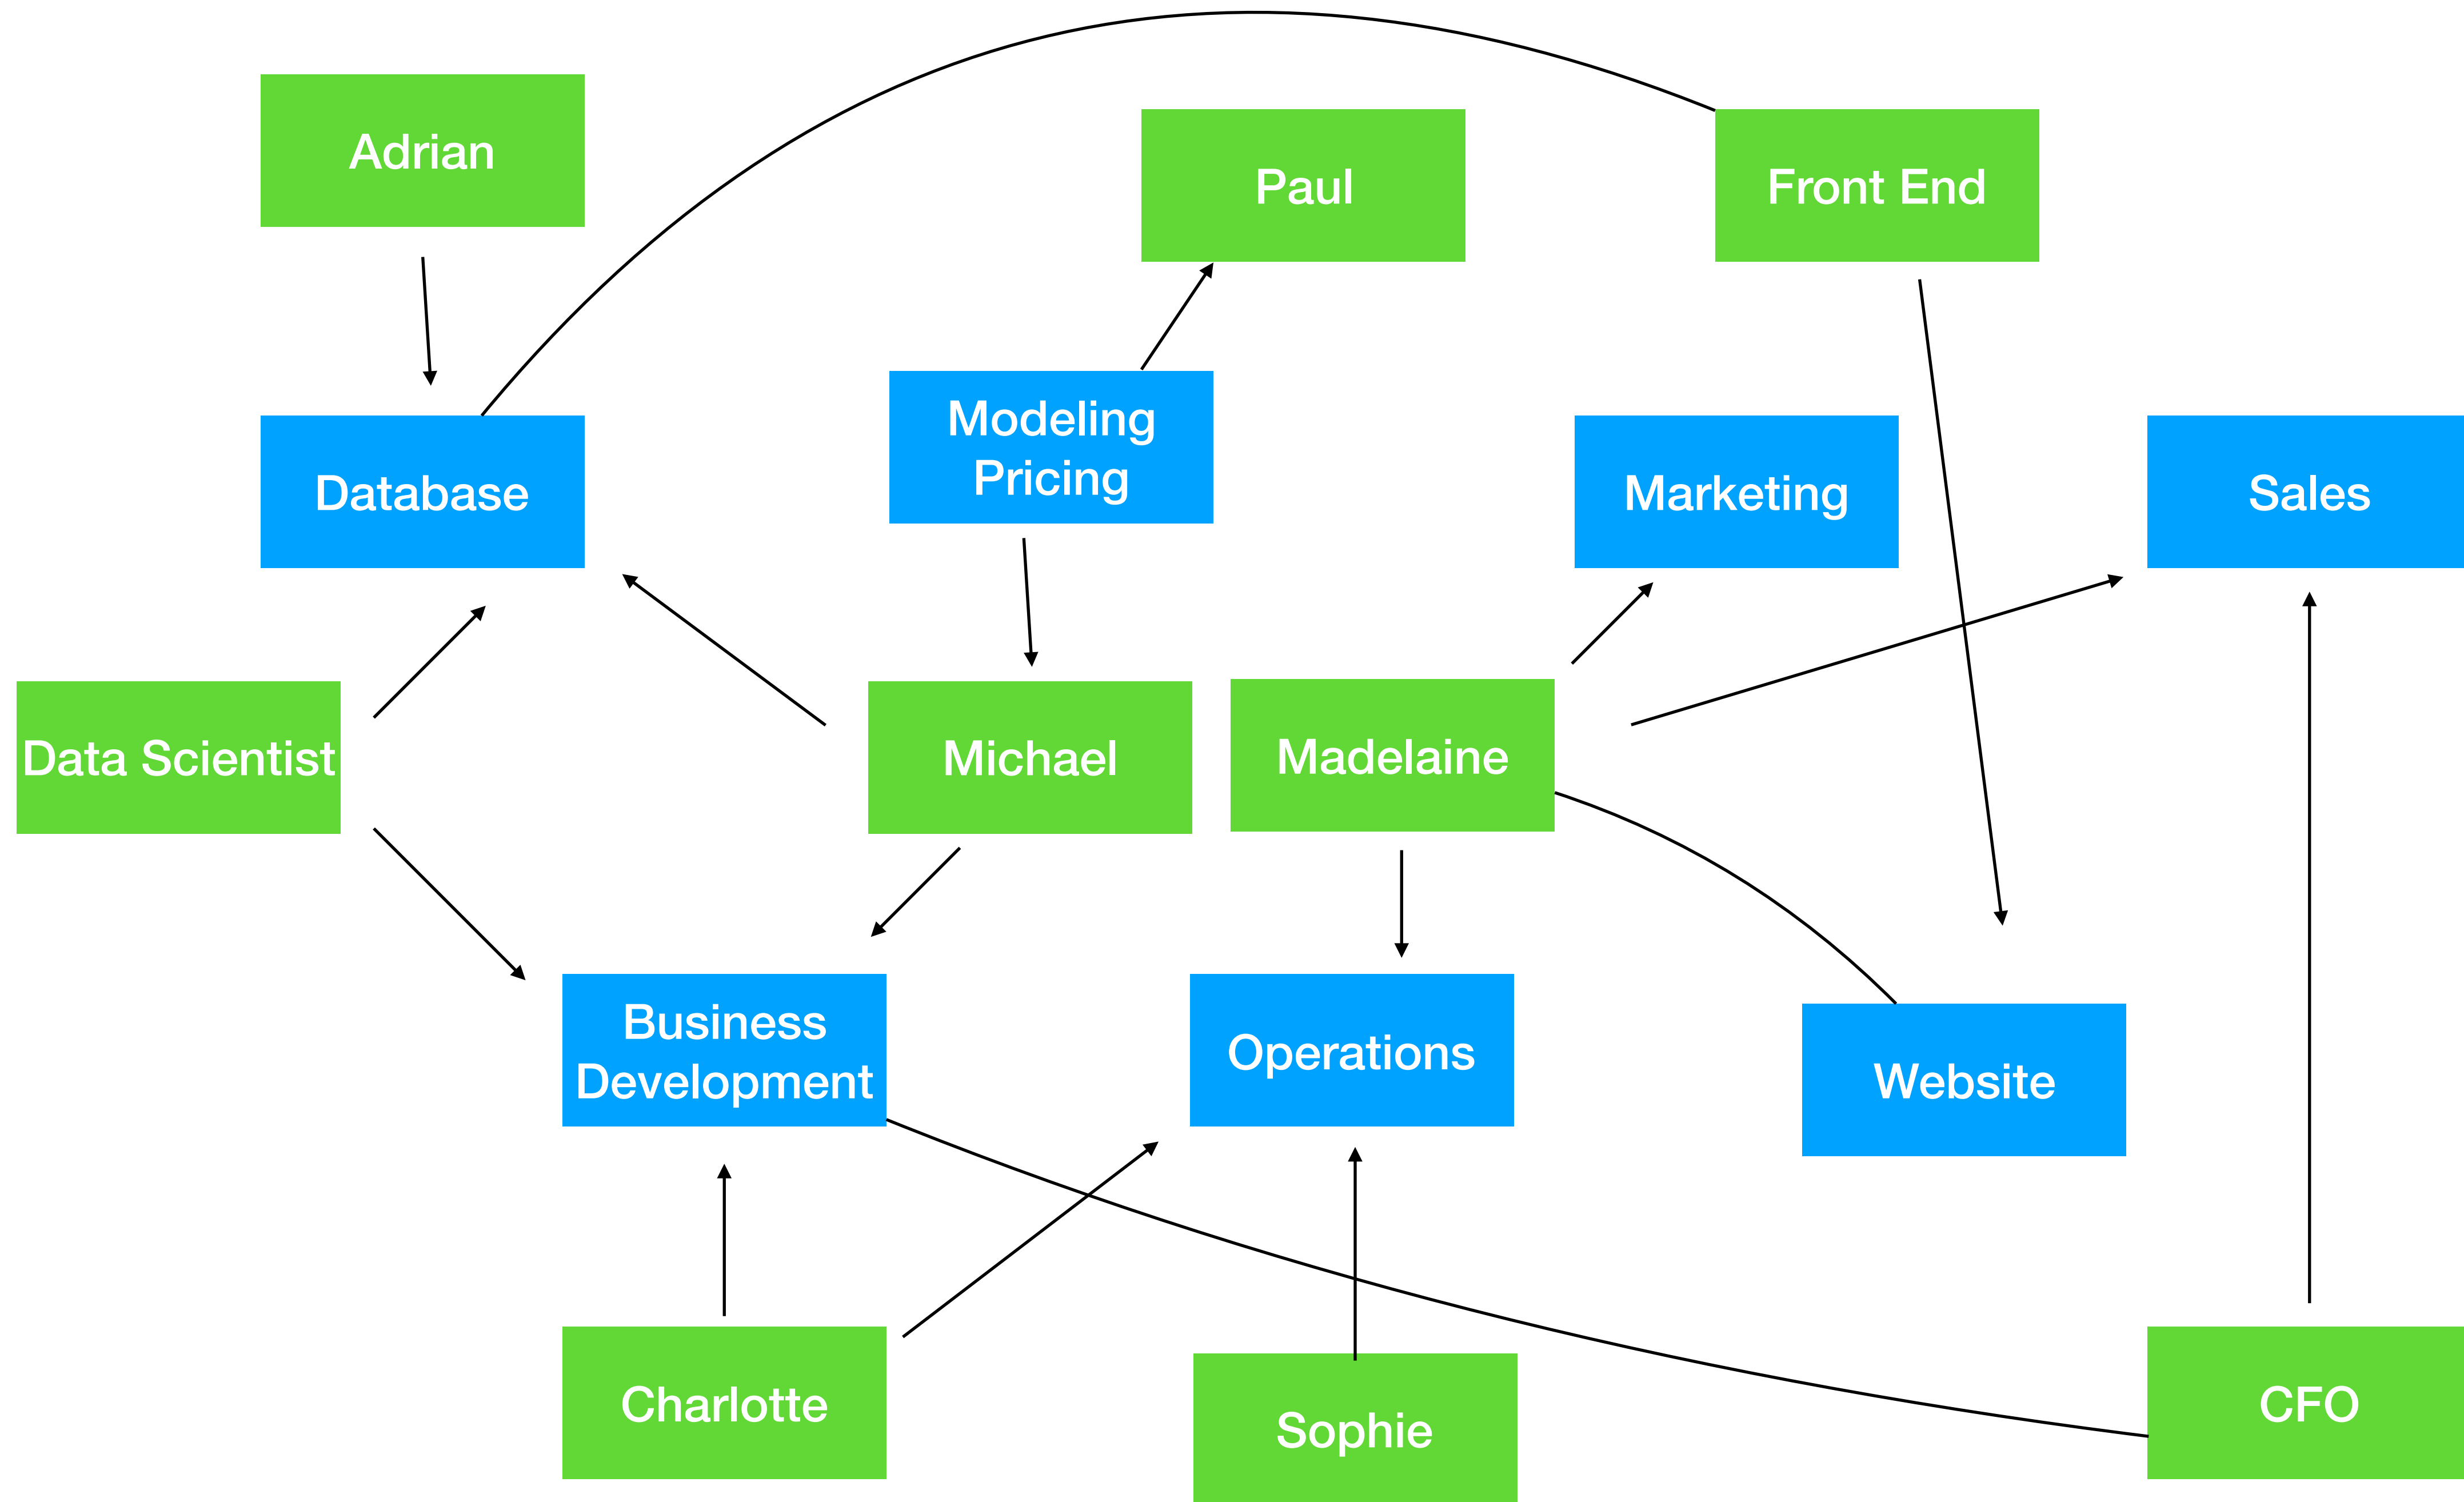 Adrian
Paul
Front End
Modeling
Pricing
Database
Marketing
Sales
Data Scientist
Michael
Madelaine
Business
Development
Operations
Website
Charlotte
Sophie
CFO